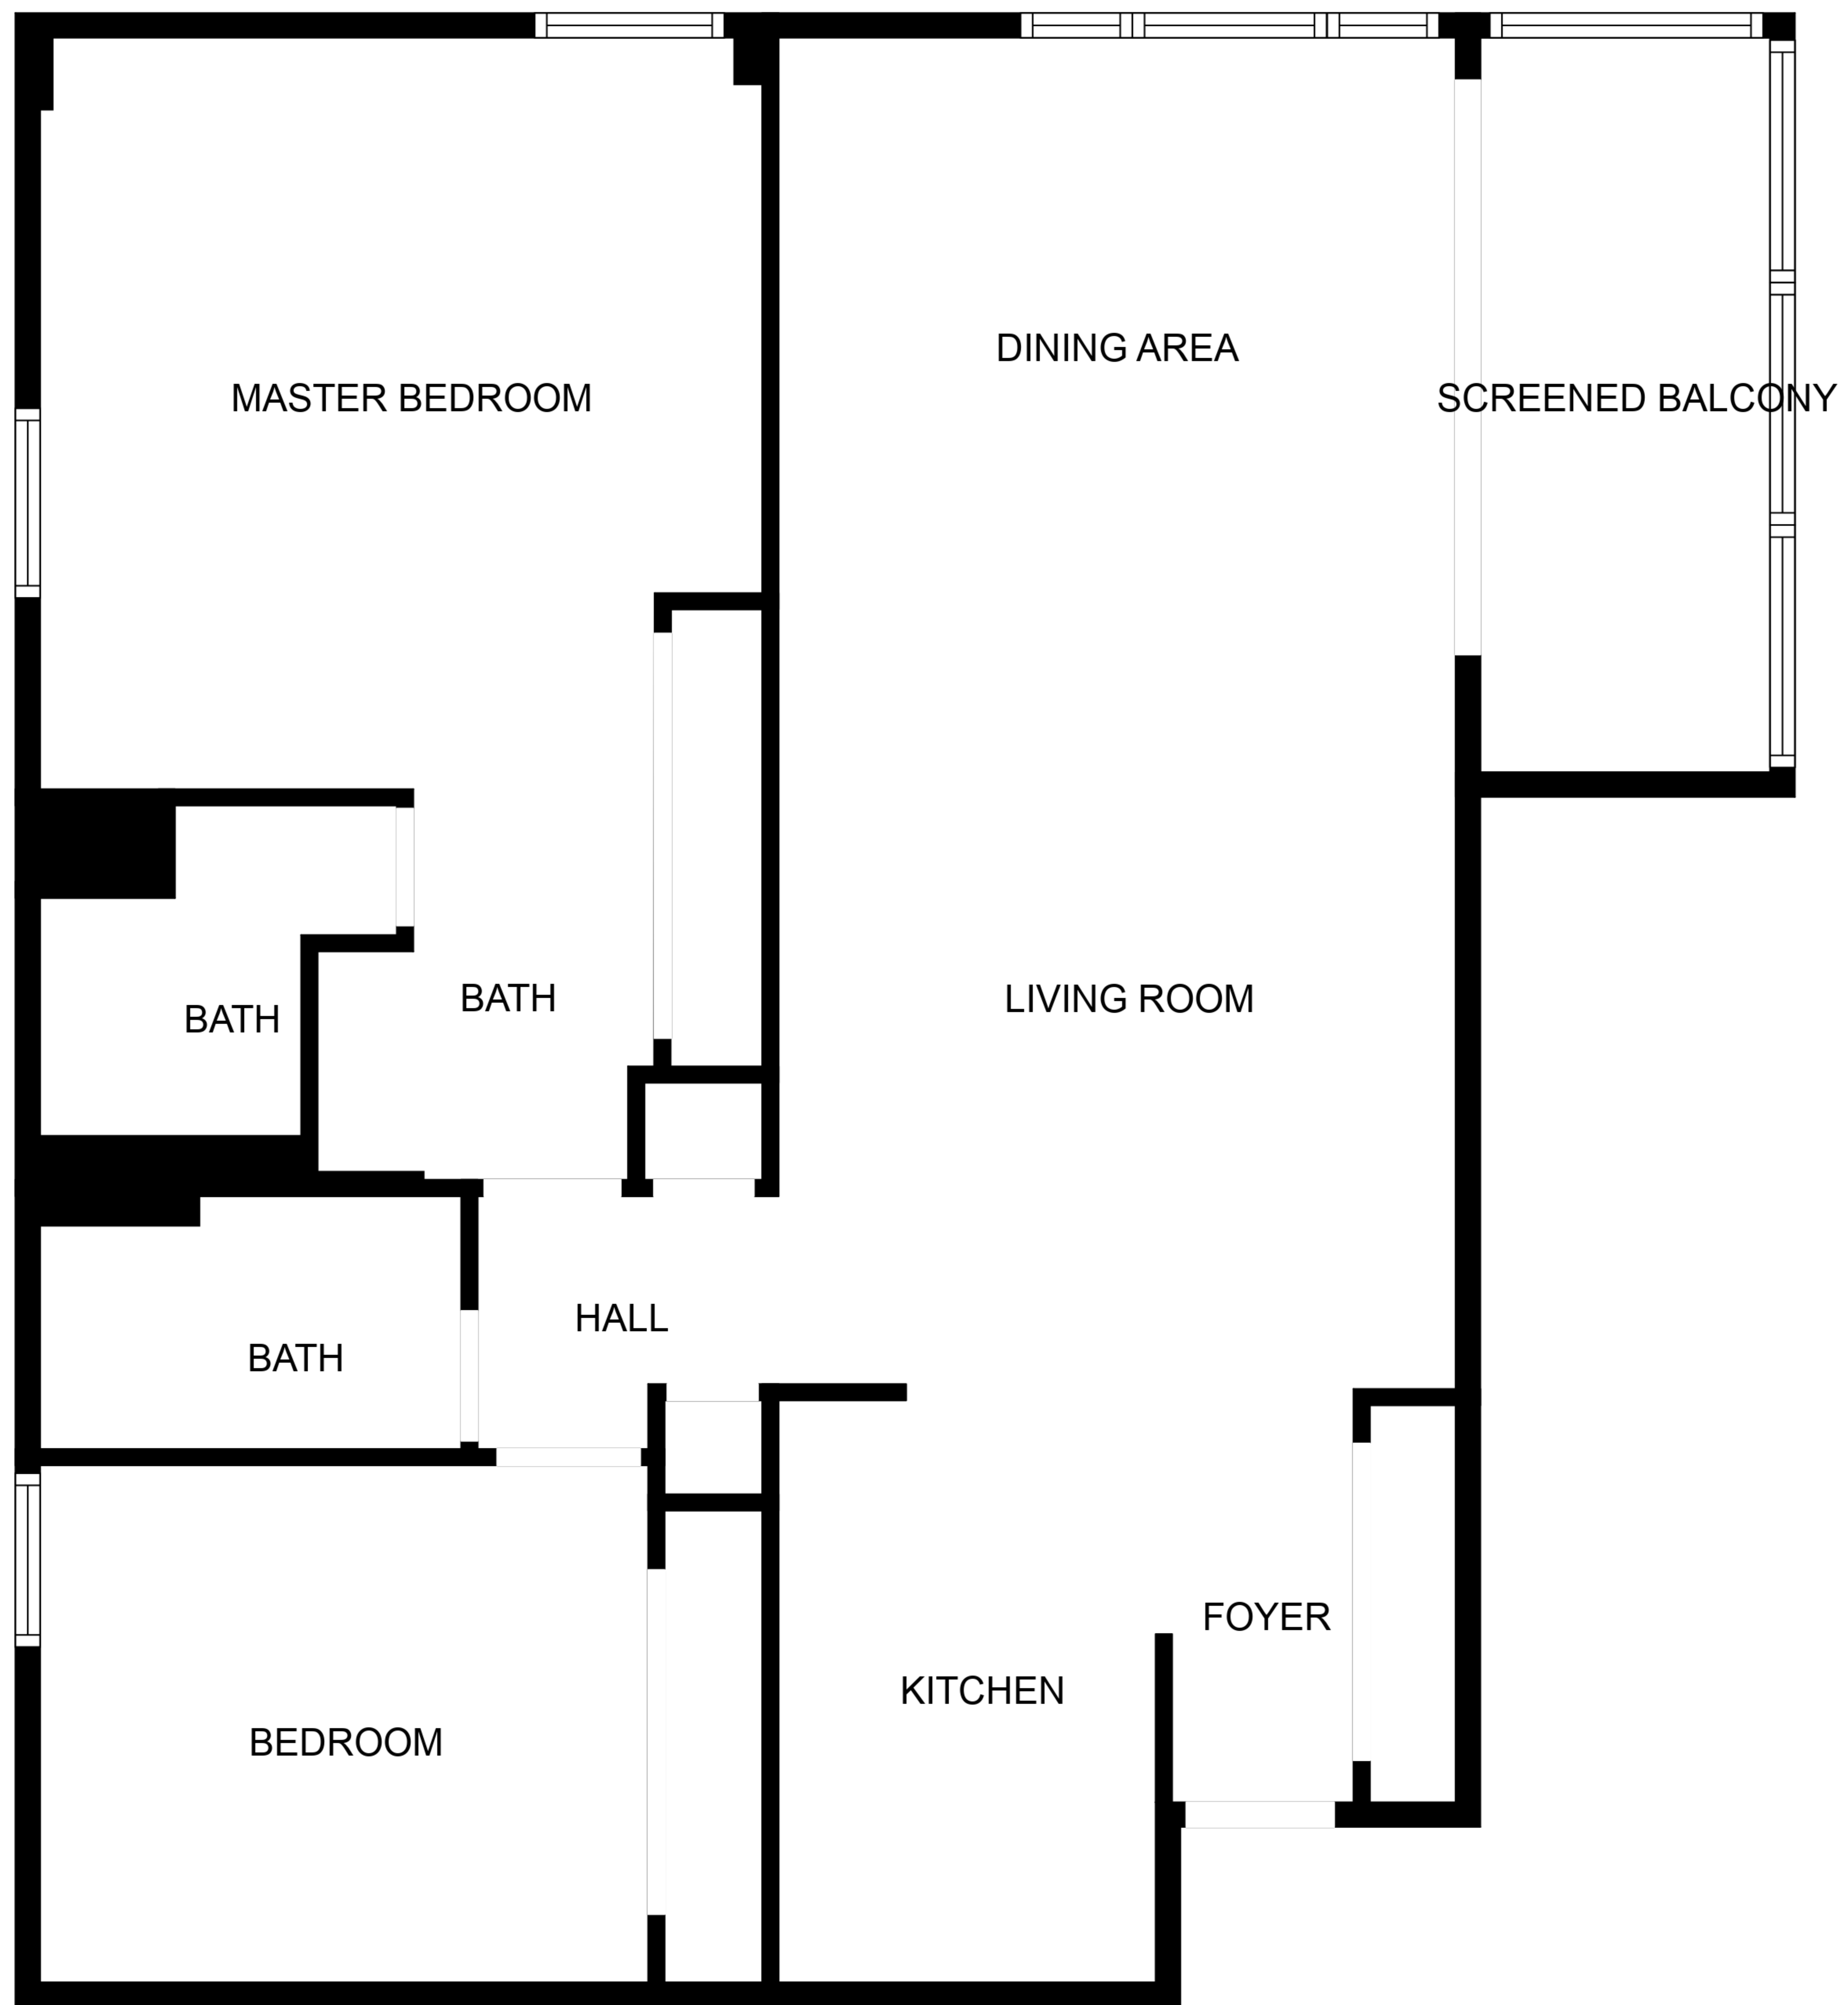 DINING AREA
MASTER BEDROOM
SCREENED BALCONY
BATH
LIVING ROOM
BATH
HALL
BATH
FOYER
KITCHEN
BEDROOM